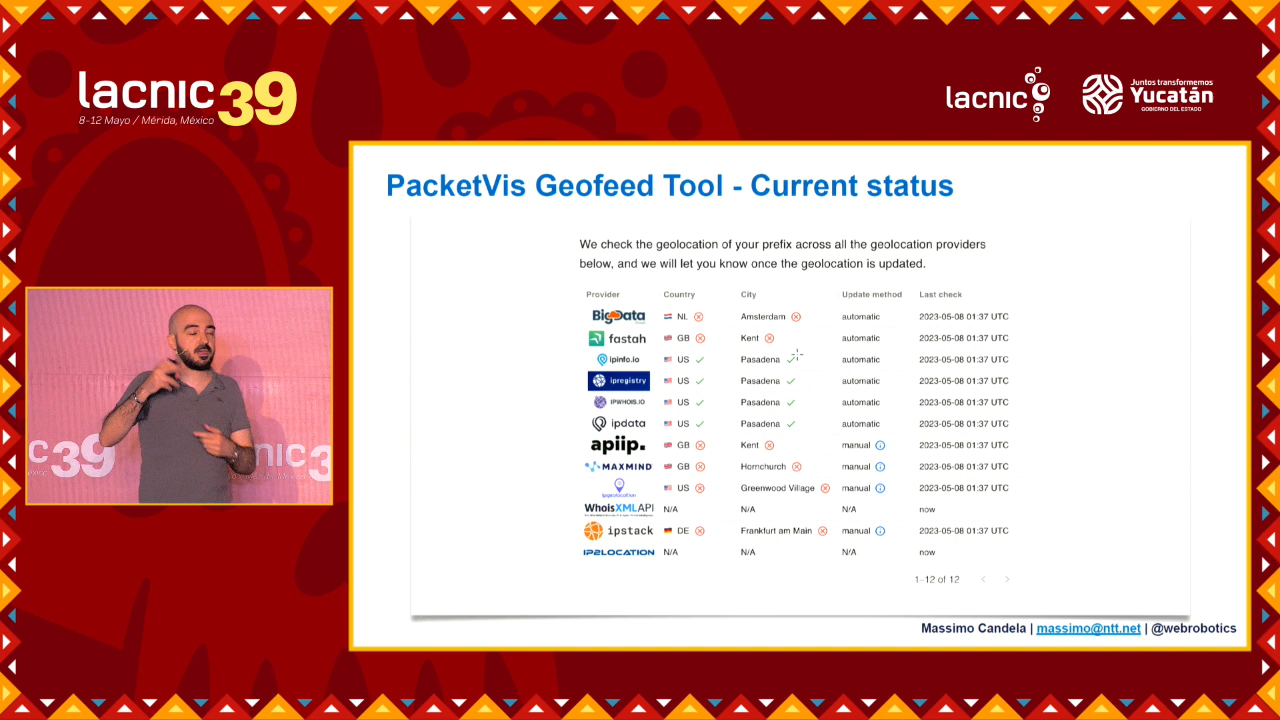 lacnic39
8-12 Mayo / Mérida, México
lacnic
Juntos transformemos
Yucatán
GOBIERNO DEL ESTADO
PacketVis Geofeed Tool - Current status
We check the geolocation of your prefix across all the geolocation providers
below, and we will let you know once the geolocation is updated.
Provider Country City Update method Last check
BigData NL Amsterdam automatic 2023-05-08 01:37 UTC
fastah GB Kent automatic 2023-05-08 01:37 UTC
ipinfo.io US Pasadena automatic 2023-05-08 01:37 UTC
ipregistry US Pasadena automatic 2023-05-08 01:37 UTC
IPWHOIS.IO US Pasadena automatic 2023-05-08 01:37 UTC
ipdata US Pasadena automatic 2023-05-08 01:37 UTC
apiip. GB Kent manual 2023-05-08 01:37 UTC
MAXMIND GB Hornchurch manual 2023-05-08 01:37 UTC
ipgeolocation US Greenwood Village manual 2023-05-08 01:37 UTC
WhoisXMLAPI N/A N/A N/A now
ipstack DE Frankfurt am Main manual 2023-05-08 01:37 UTC
IP2LOCATION N/A N/A N/A now
1–12 of 12
Massimo Candela | massimo@ntt.net | @webrobotics
c39
nic3